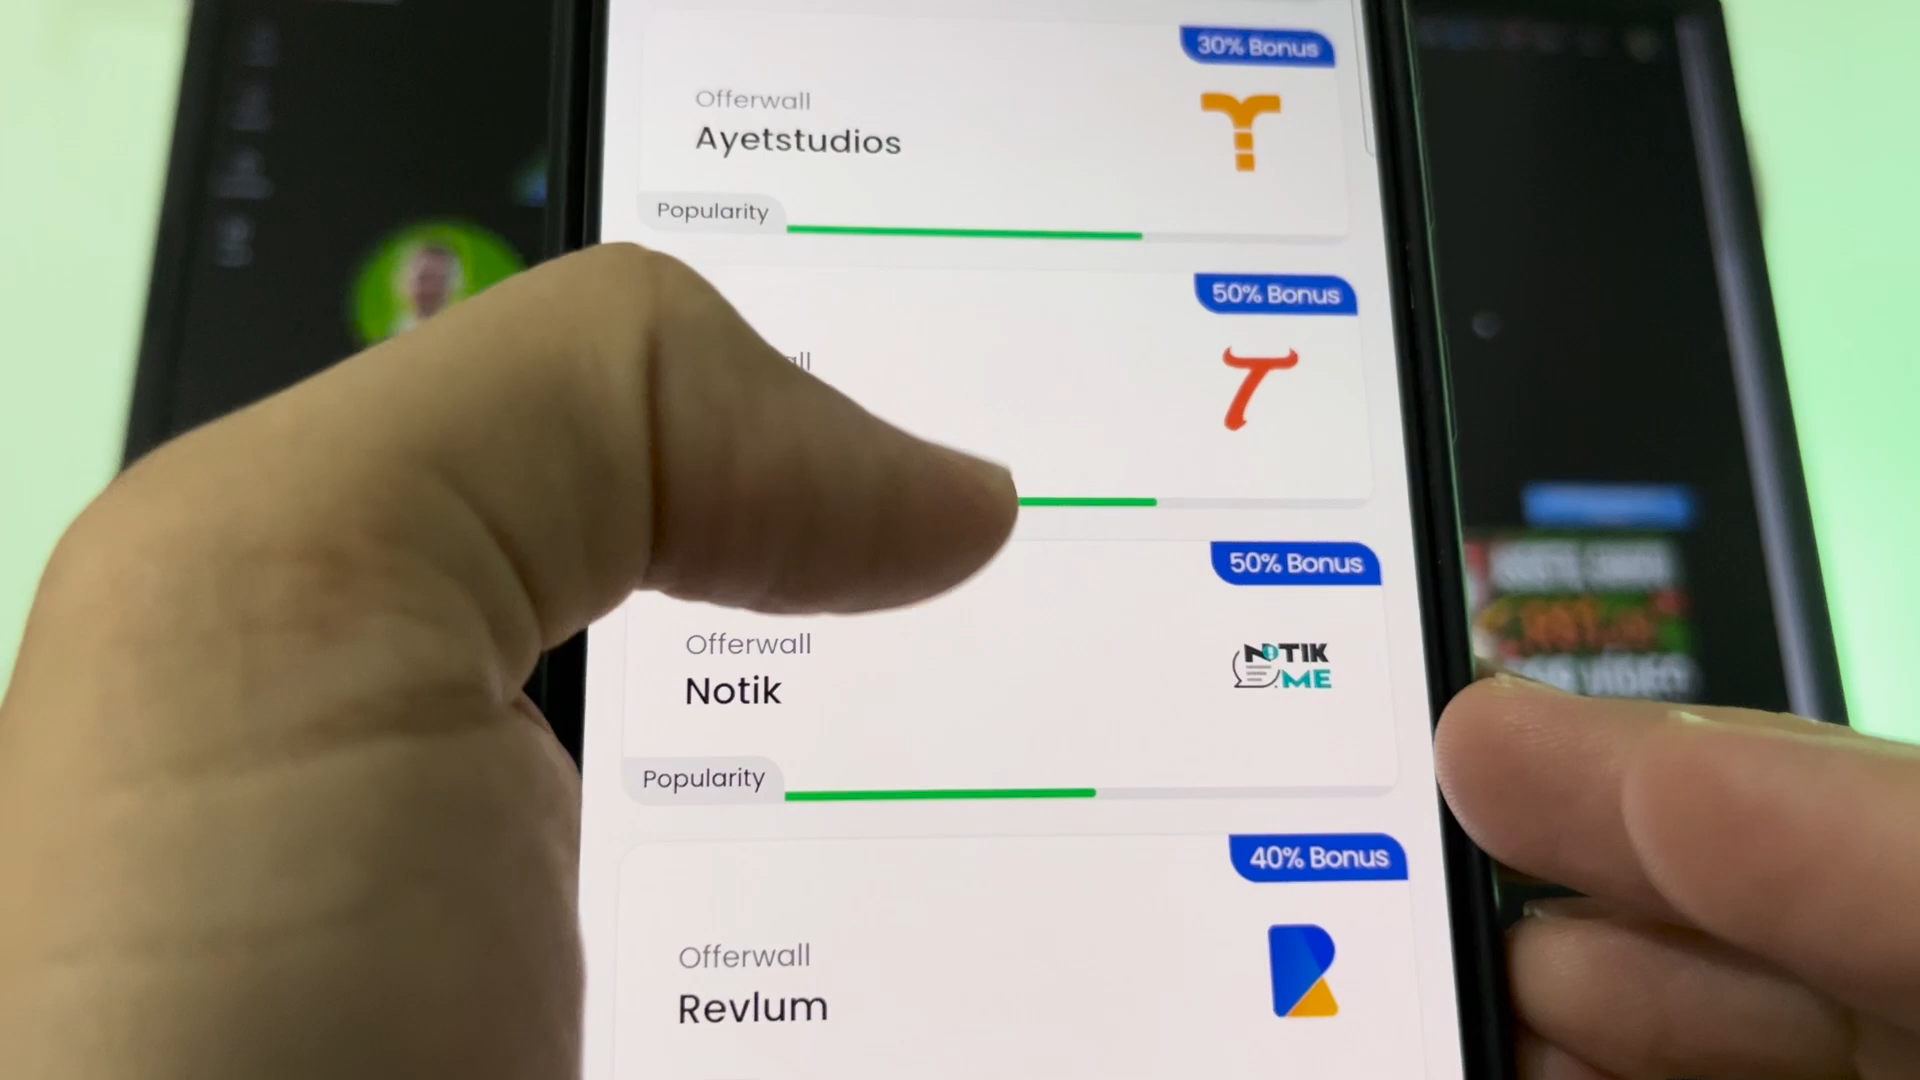 30% Bonus
Offerwall
Ayetstudios
Popularity
50% Bonus
50% Bonus
Offerwall
Notik
NOTIK
.ME
Popularity
40% Bonus
Offerwall
Revlum